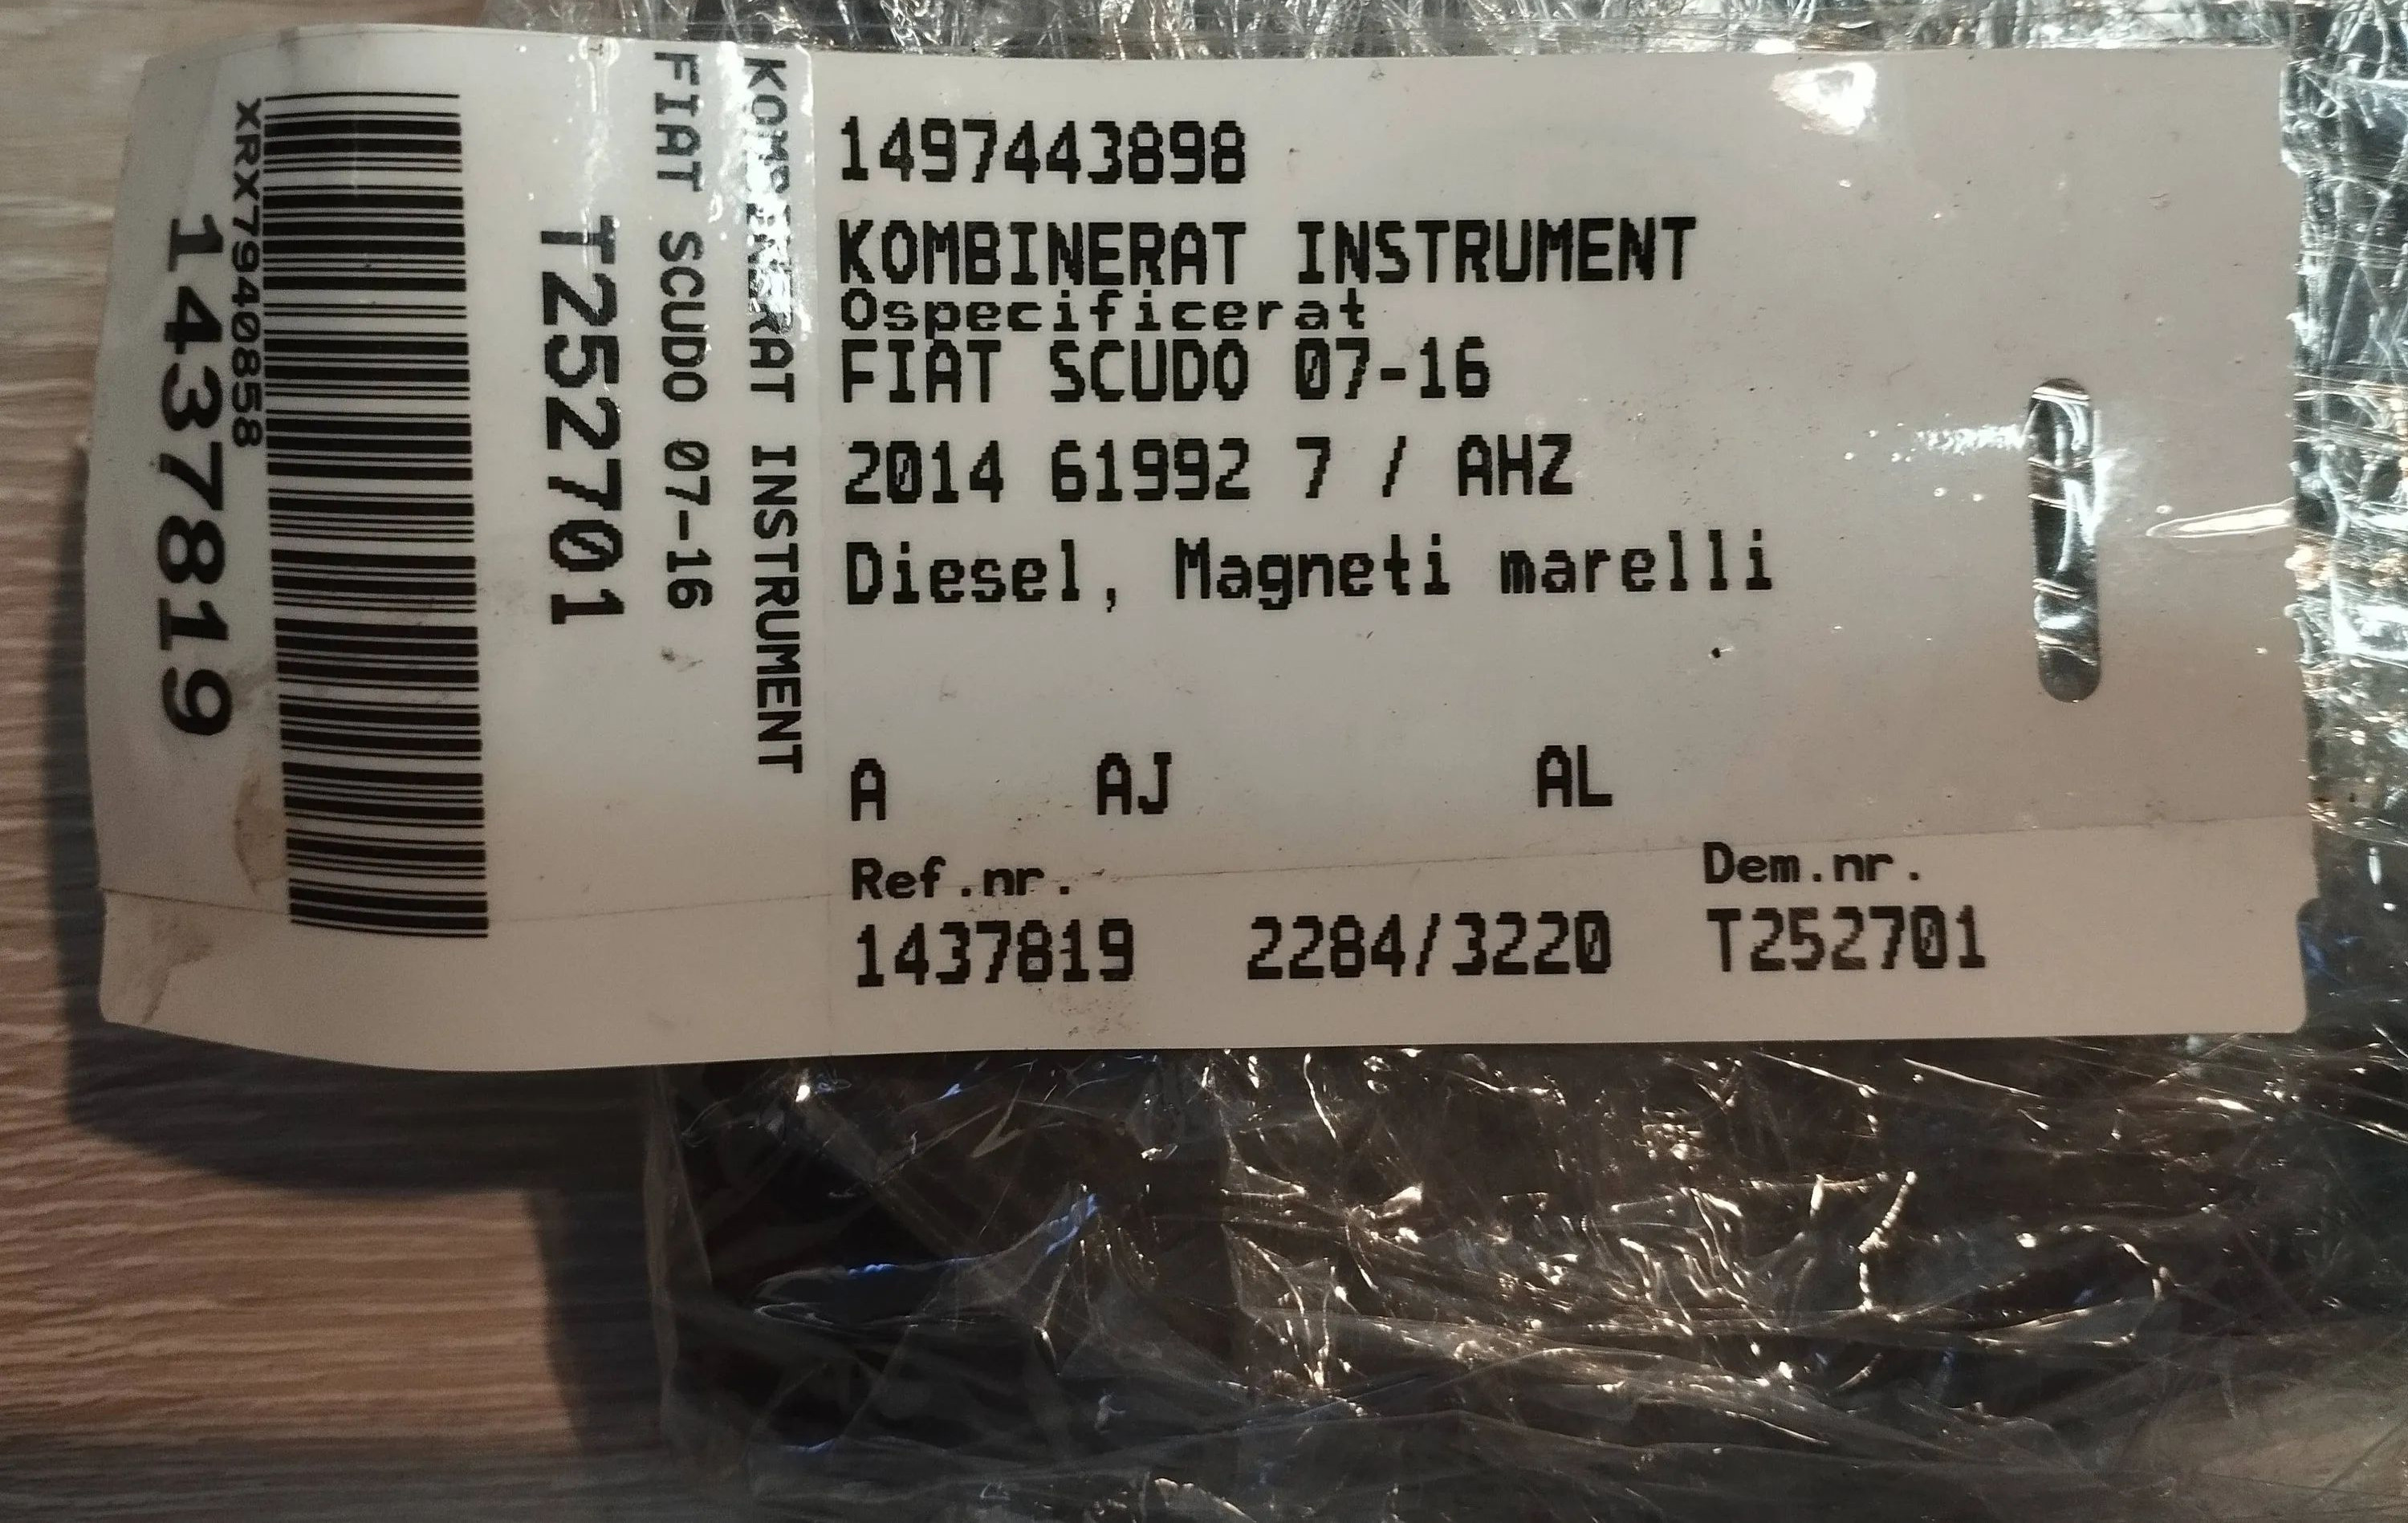 1497443898
KOMBINERAT INSTRUMENT
Ospecificerat
FIAT SCUDO 07-16
2014 61992 7 / AHZ
Diesel, Magneti marelli
A AJ AL
Ref.nr. Dem.nr.
1437819 2284/3220 T252701
KOMBINERAT INSTRUMENT
FIAT SCUDO 07-16
T252701
XRX7940858
1437819